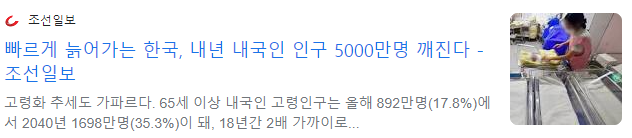 조선일보
빠르게 늙어가는 한국, 내년 내국인 인구 5000만명 깨진다 -
조선일보
고령화 추세도 가파르다. 65세 이상 내국인 고령인구는 올해 892만명(17.8%)에
서 2040년 1698만명(35.3%)이 돼, 18년간 2배 가까이로...